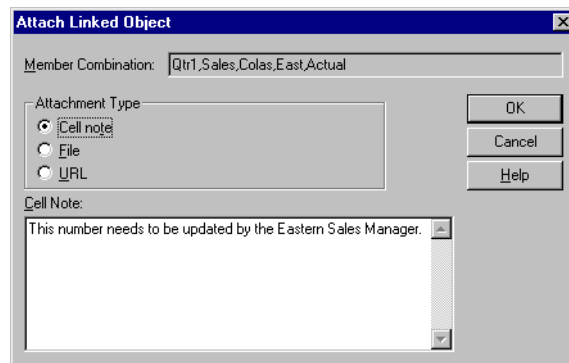 Attach Linked Object
Member Combination: Qtr1,Sales,Colas,East,Actual
Attachment Type
Cell note
File
URL
OK
Cancel
Help
Cell Note:
This number needs to be updated by the Eastern Sales Manager.